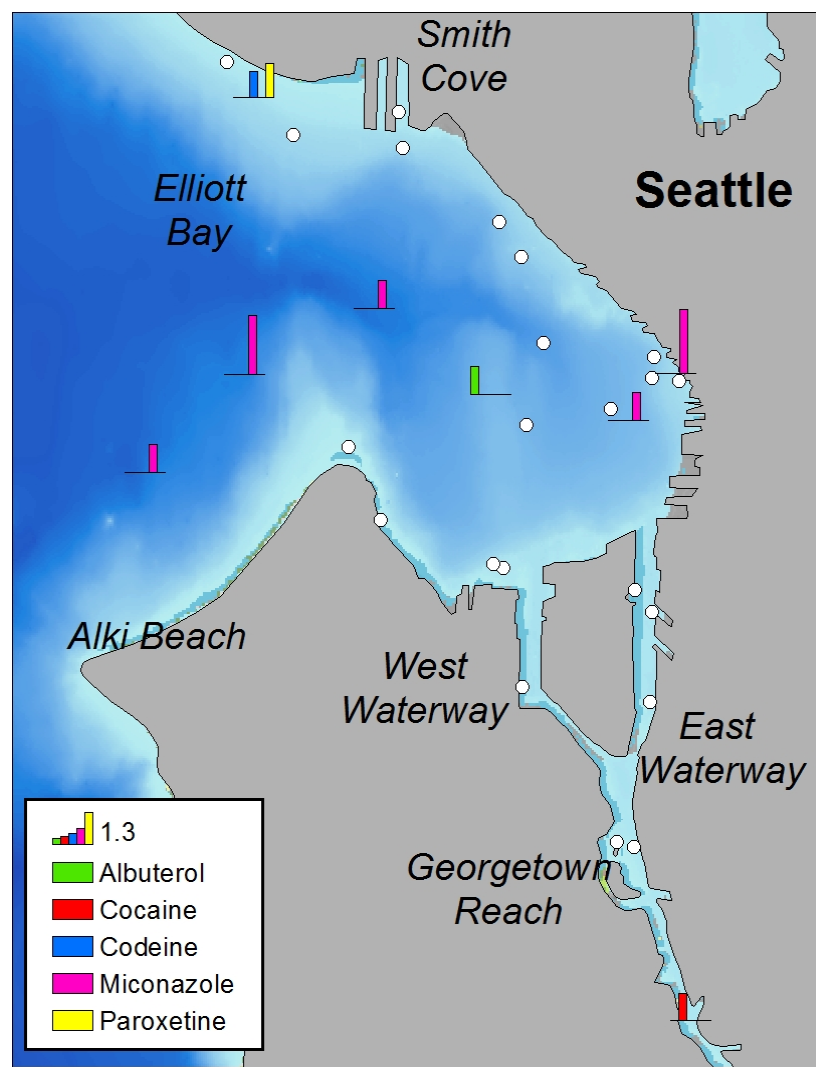 Smith
Cove
Elliott
Bay
Seattle
Alki Beach
West
Waterway
East
Waterway
Georgetown
Reach
1.3
Albuterol
Cocaine
Codeine
Miconazole
Paroxetine